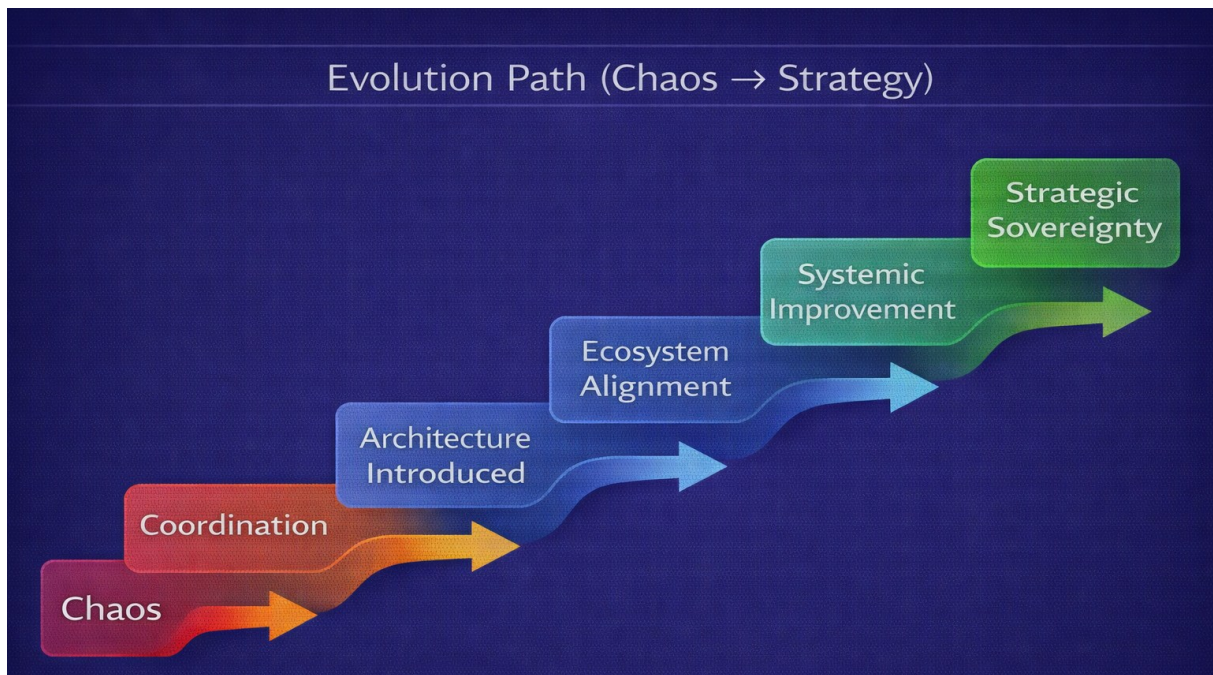 Evolution Path (Chaos → Strategy)
Strategic
Sovereignty
Systemic
Improvement
Ecosystem
Alignment
Architecture
Introduced
Coordination
Chaos